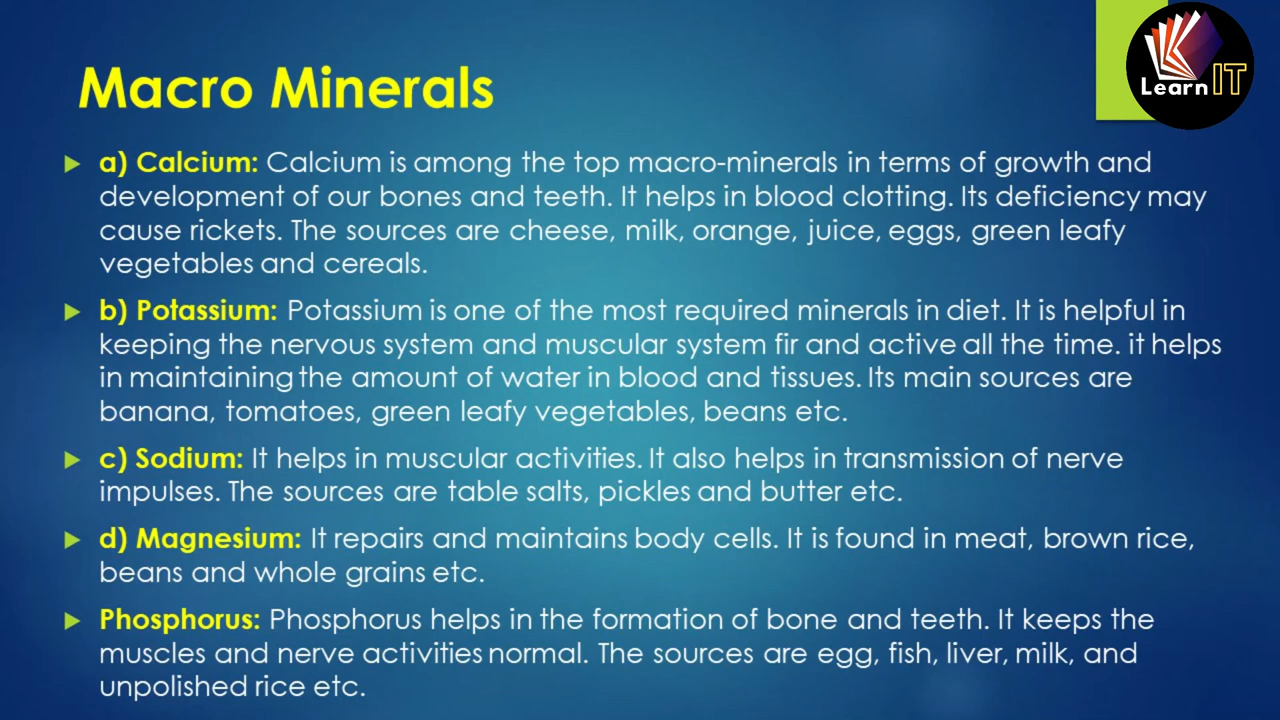 Learn IT
Macro Minerals
a) Calcium: Calcium is among the top macro-minerals in terms of growth and
development of our bones and teeth. It helps in blood clotting. Its deficiency may
cause rickets. The sources are cheese, milk, orange, juice, eggs, green leafy
vegetables and cereals.
b) Potassium: Potassium is one of the most required minerals in diet. It is helpful in
keeping the nervous system and muscular system fir and active all the time. it helps
in maintaining the amount of water in blood and tissues. Its main sources are
banana, tomatoes, green leafy vegetables, beans etc.
c) Sodium: It helps in muscular activities. It also helps in transmission of nerve
impulses. The sources are table salts, pickles and butter etc.
d) Magnesium: It repairs and maintains body cells. It is found in meat, brown rice,
beans and whole grains etc.
Phosphorus: Phosphorus helps in the formation of bone and teeth. It keeps the
muscles and nerve activities normal. The sources are egg, fish, liver, milk, and
unpolished rice etc.